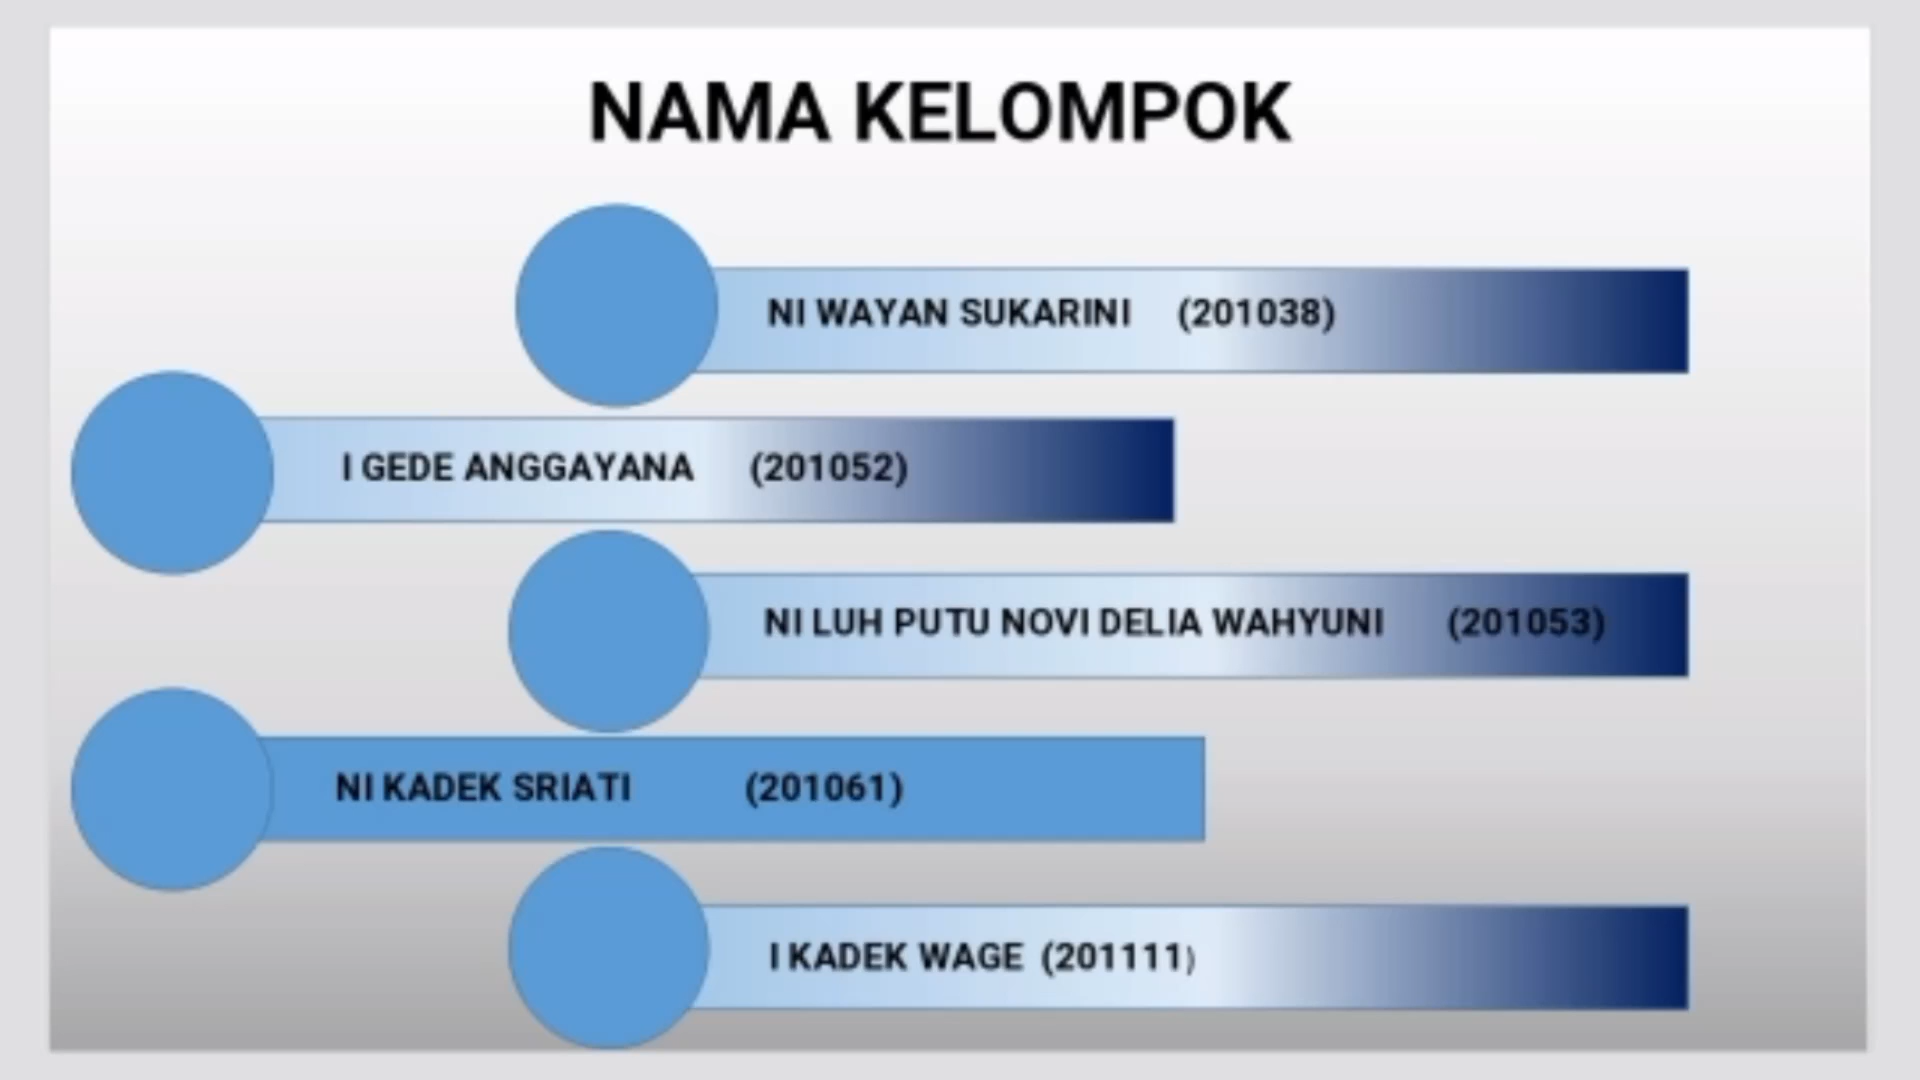 NAMA KELOMPOK
NI WAYAN SUKARINI (201038)
I GEDE ANGGAYANA (201052)
NI LUH PUTU NOVI DELIA WAHYUNI (201053)
NI KADEK SRIATI (201061)
I KADEK WAGE (201111)